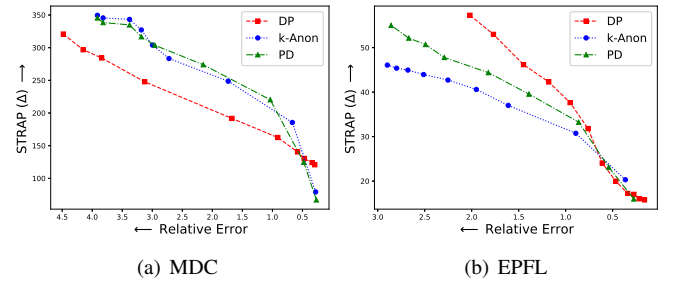 DP
k-Anon
PD
STRAP (Δ) ⟶
350
300
250
200
150
100
4.5 4.0 3.5 3.0 2.5 2.0 1.5 1.0 0.5
⟵ Relative Error
(a) MDC
DP
k-Anon
PD
STRAP (Δ) ⟶
60
50
40
30
20
3.0 2.5 2.0 1.5 1.0 0.5
⟵ Relative Error
(b) EPFL